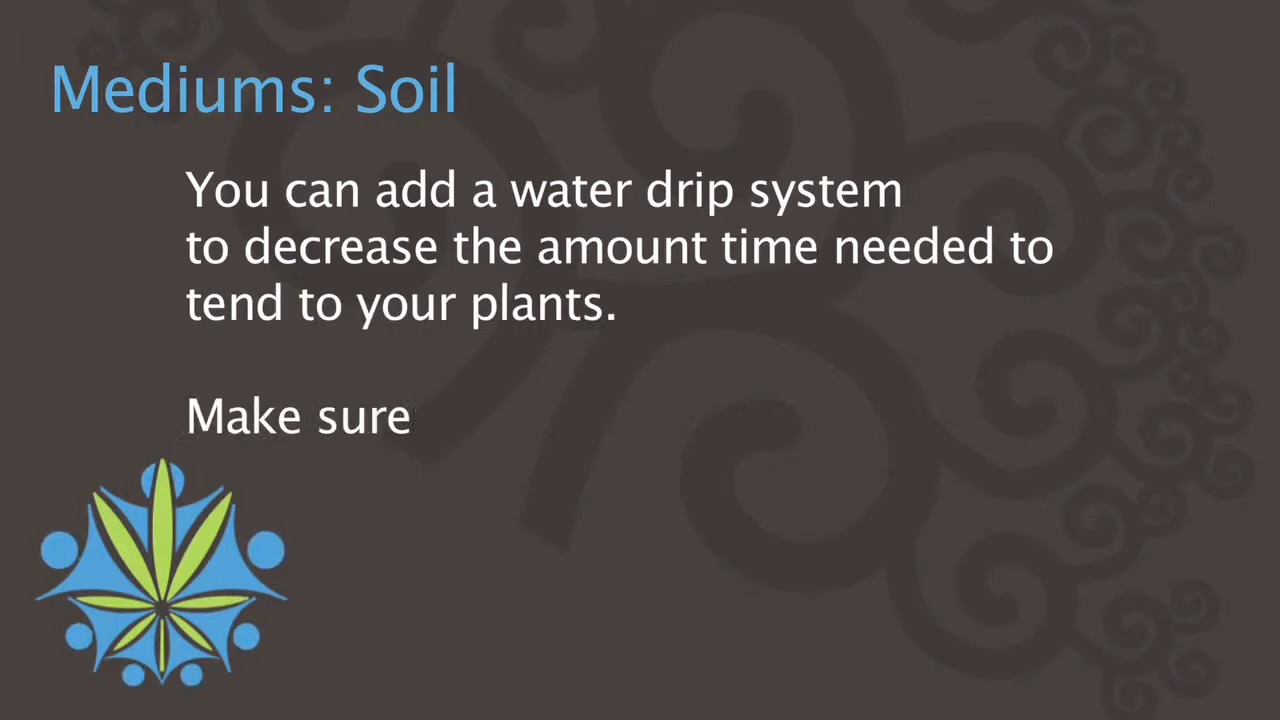 Mediums: Soil
You can add a water drip system
to decrease the amount time needed to
tend to your plants.
Make sure